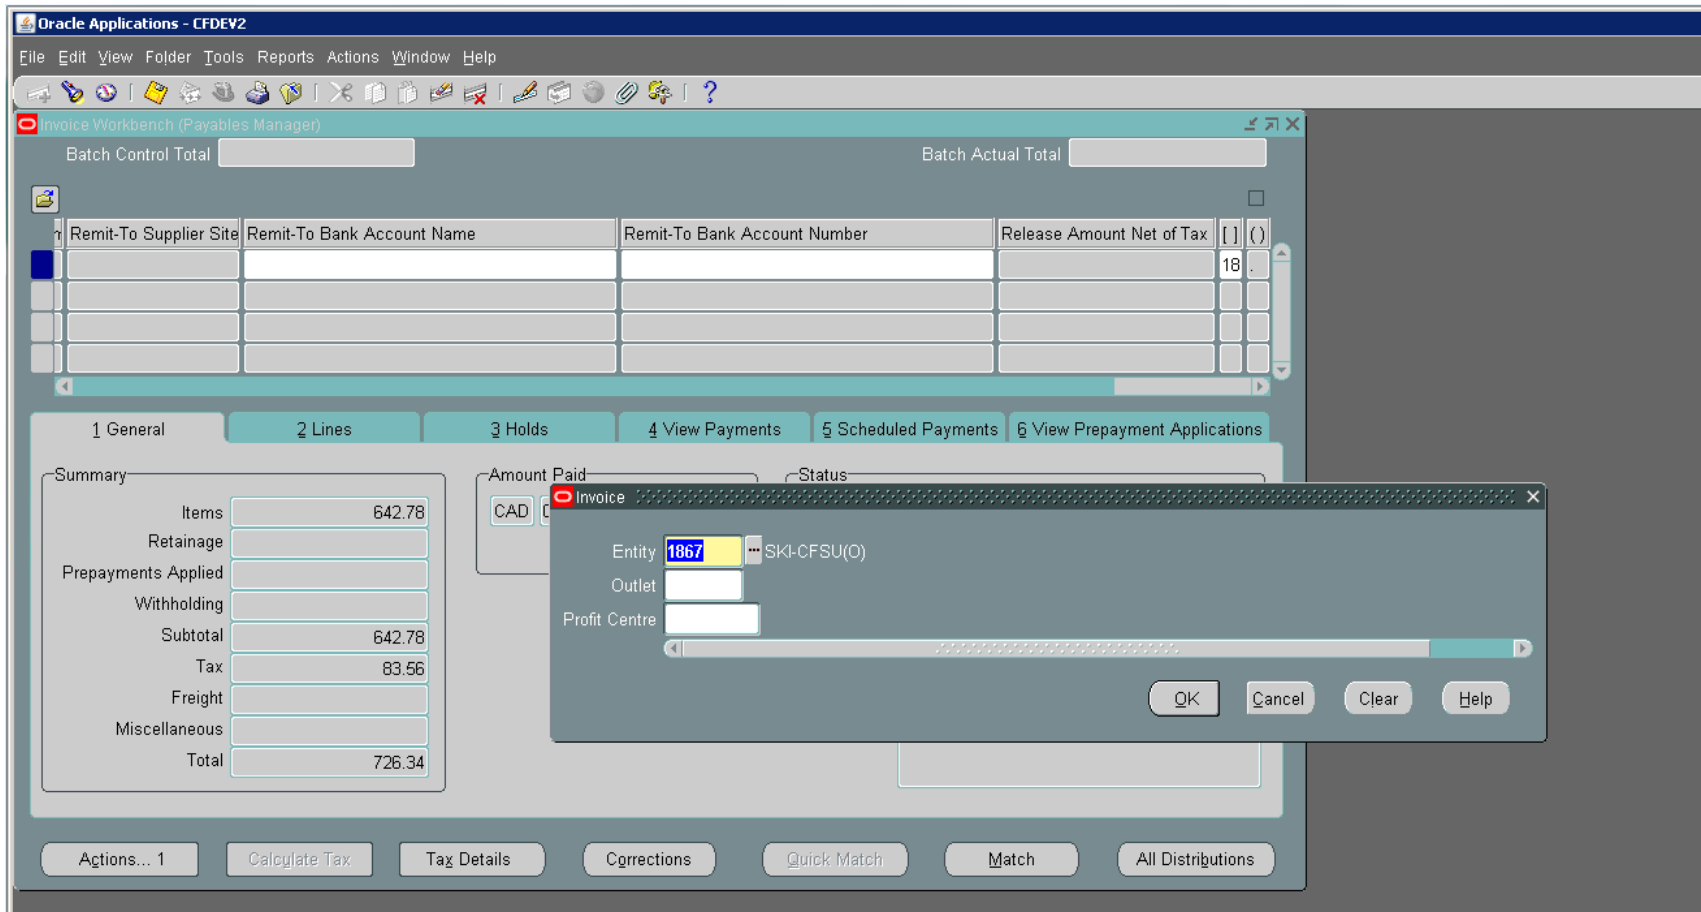 Oracle Applications - CFDEV2
File Edit View Folder Tools Reports Actions Window Help
Invoice Workbench (Payables Manager)
Batch Control Total
Batch Actual Total
Remit-To Supplier Site Remit-To Bank Account Name Remit-To Bank Account Number Release Amount Net of Tax [ ] ( )
18 .
1 General 2 Lines 3 Holds 4 View Payments 5 Scheduled Payments 6 View Prepayment Applications
Summary
Items 642.78
Retainage
Prepayments Applied
Withholding
Subtotal 642.78
Tax 83.56
Freight
Miscellaneous
Total 726.34
Amount Paid
CAD
Status
Invoice
Entity 1867 ... SKI-CFSU(O)
Outlet
Profit Centre
OK Cancel Clear Help
Actions... 1 Calculate Tax Tax Details Corrections Quick Match Match All Distributions